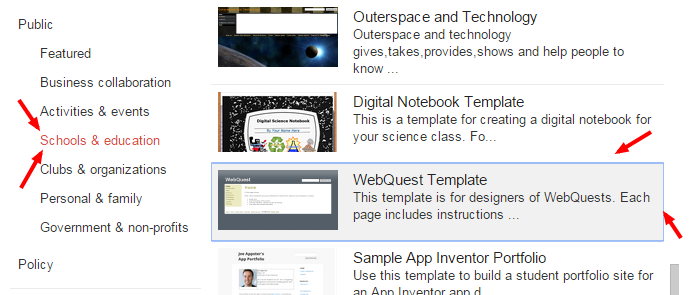 Public
Featured
Business collaboration
Activities & events
Schools & education
Clubs & organizations
Personal & family
Government & non-profits
Policy
Outerspace and Technology
Outerspace and technology
gives,takes,provides,shows and help people to
know ...
Digital Science Notebook
By Your Name Here
Digital Notebook Template
This is a template for creating a digital notebook for
your science class. Fo...
WebQuest
WebQuest Template
This template is for designers of WebQuests. Each
page includes instructions ...
Joe Appster's
App Portfolio
Sample App Inventor Portfolio
Use this template to build a student portfolio site for
an App Inventor app d